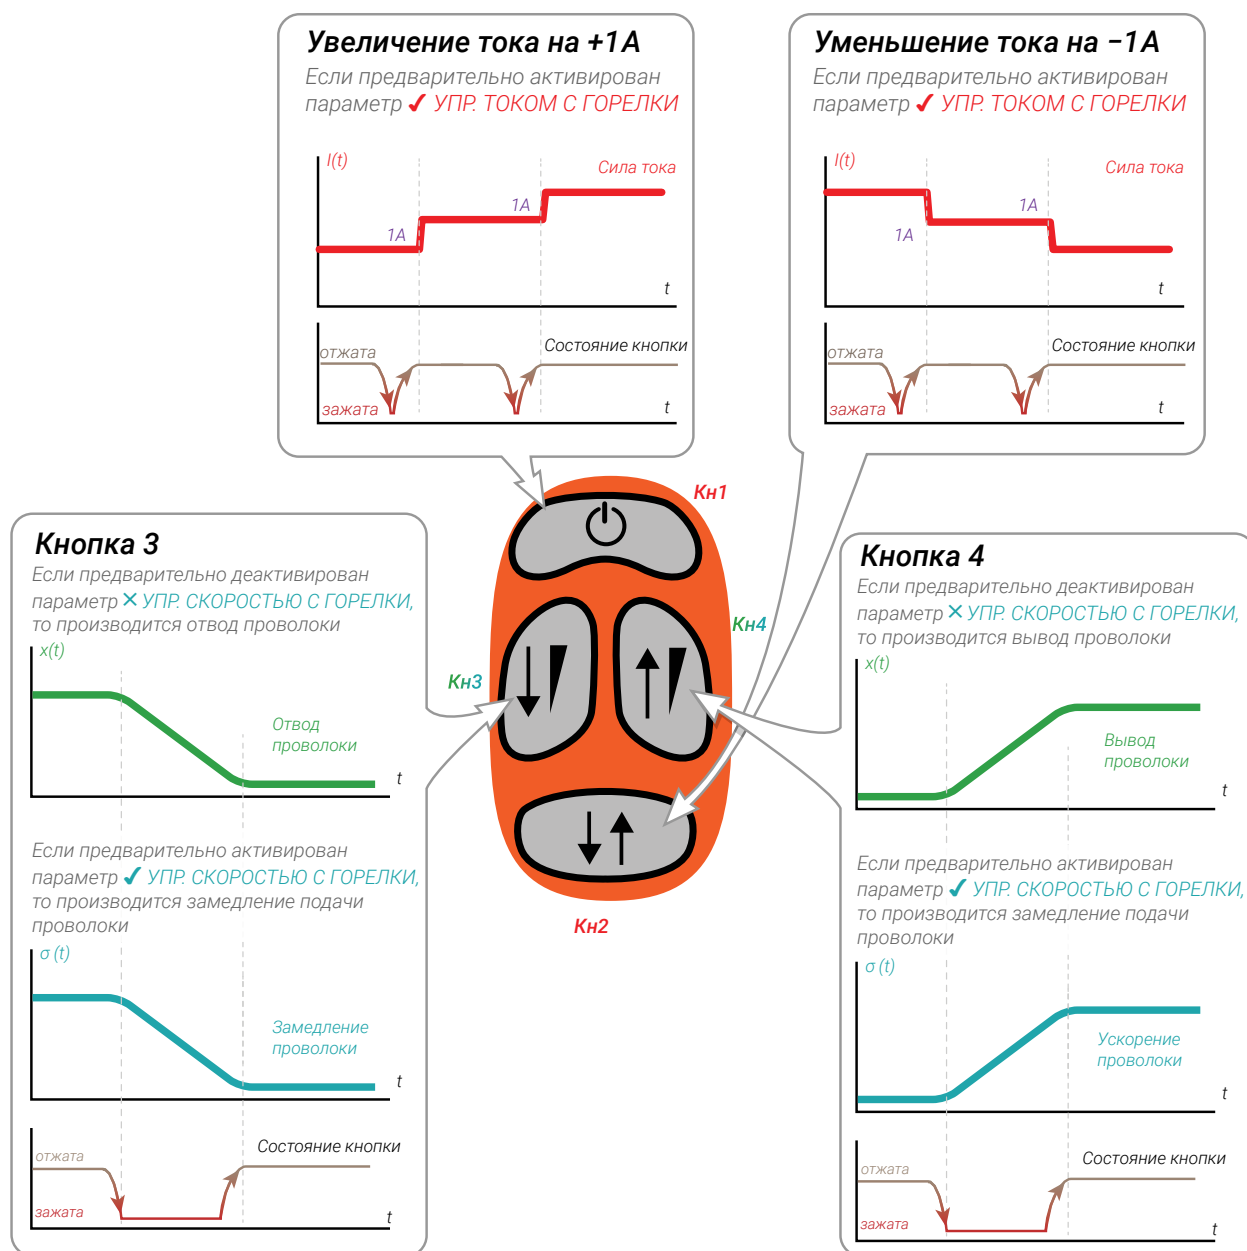 Увеличение тока на +1А
Если предварительно активирован
параметр ✓ УПР. ТОКОМ С ГОРЕЛКИ
I(t)
Сила тока
1А
1А
t
отжата
Состояние кнопки
зажата
t
Уменьшение тока на −1А
Если предварительно активирован
параметр ✓ УПР. ТОКОМ С ГОРЕЛКИ
I(t)
Сила тока
1А
1А
t
отжата
Состояние кнопки
зажата
t
Кн1
Кн4
Кн3
Кн2
Кнопка 3
Если предварительно деактивирован
параметр ✕ УПР. СКОРОСТЬЮ С ГОРЕЛКИ,
то производится отвод проволоки
x(t)
Отвод
проволоки
t
Если предварительно активирован
параметр ✓ УПР. СКОРОСТЬЮ С ГОРЕЛКИ,
то производится замедление подачи
проволоки
σ (t)
Замедление
проволоки
t
отжата
Состояние кнопки
зажата
t
Кнопка 4
Если предварительно деактивирован
параметр ✕ УПР. СКОРОСТЬЮ С ГОРЕЛКИ,
то производится вывод проволоки
x(t)
Вывод
проволоки
t
Если предварительно активирован
параметр ✓ УПР. СКОРОСТЬЮ С ГОРЕЛКИ,
то производится замедление подачи
проволоки
σ (t)
Ускорение
проволоки
t
отжата
Состояние кнопки
зажата
t